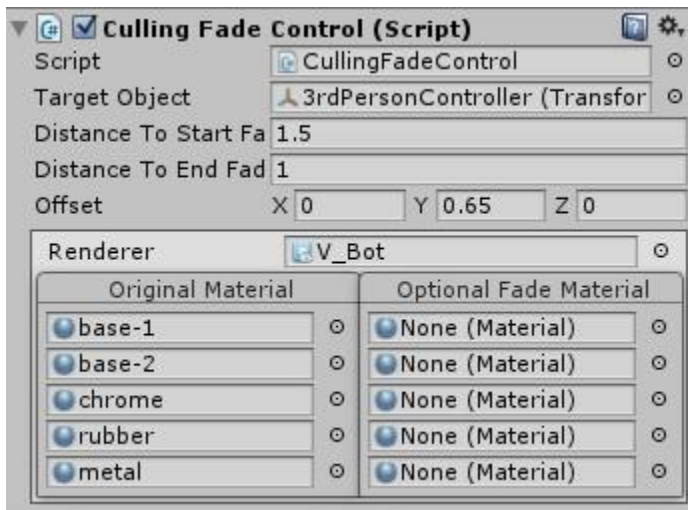 Culling Fade Control (Script)
Script CullingFadeControl
Target Object 3rdPersonController (Transfor
Distance To Start Fa 1.5
Distance To End Fad 1
Offset X 0 Y 0.65 Z 0
Renderer V_Bot
Original Material Optional Fade Material
base-1 None (Material)
base-2 None (Material)
chrome None (Material)
rubber None (Material)
metal None (Material)